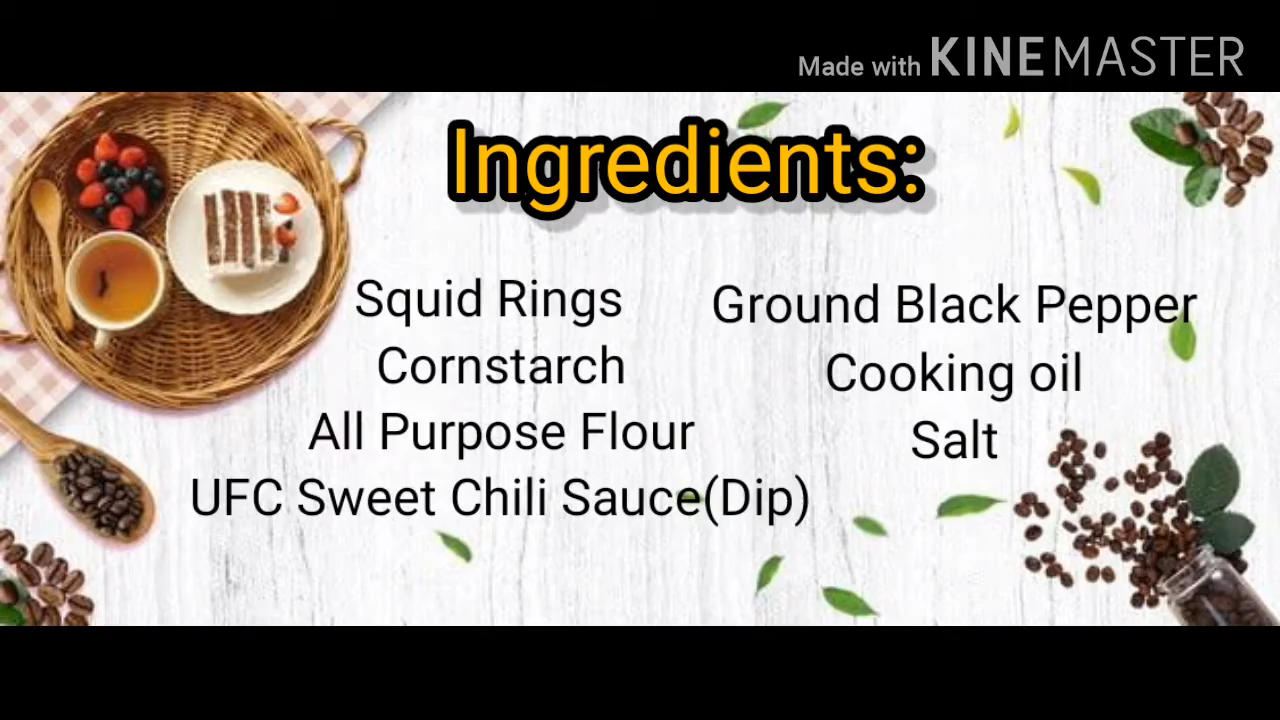 Made with KINEMASTER
Ingredients:
Squid Rings
Cornstarch
All Purpose Flour
UFC Sweet Chili Sauce(Dip)
Ground Black Pepper
Cooking oil
Salt